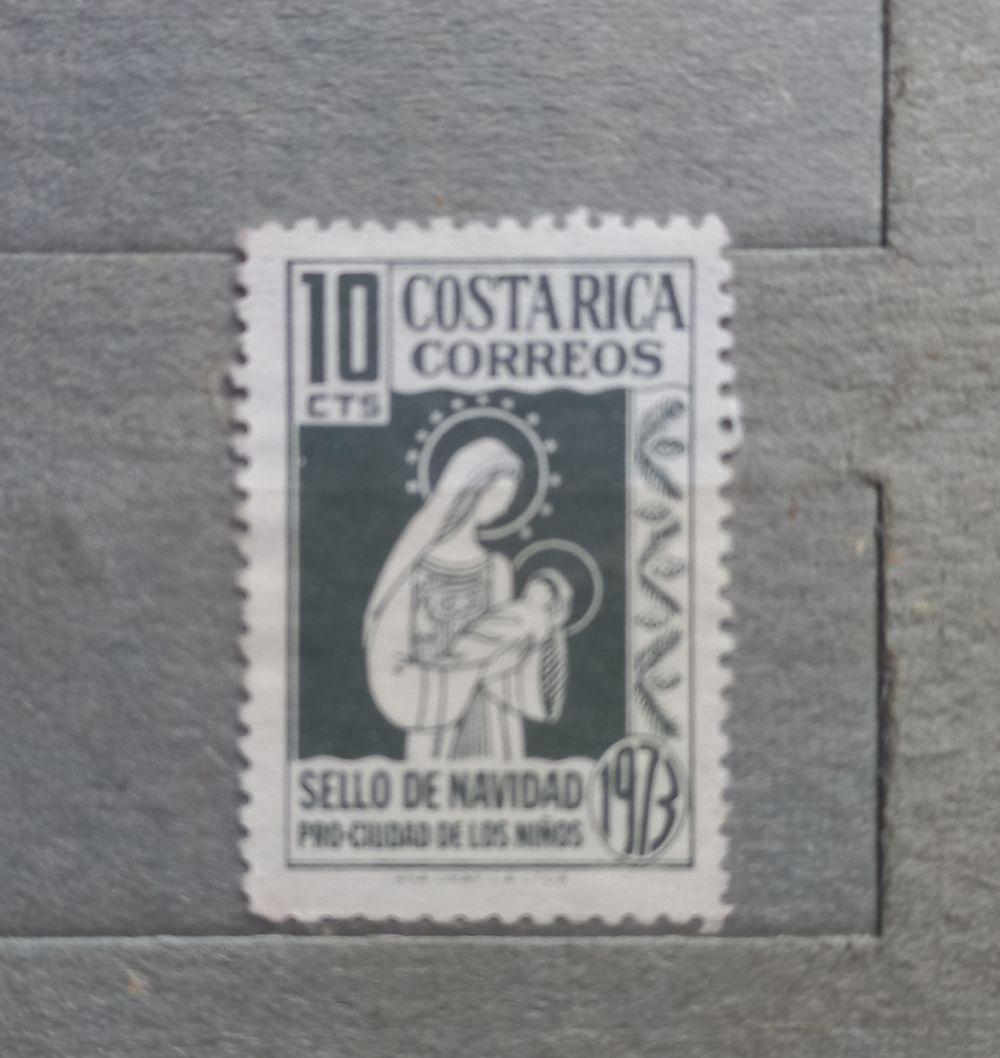 10
CTS
COSTA RICA
CORREOS
SELLO DE NAVIDAD
PRO-CIUDAD DE LOS NIÑOS
1973